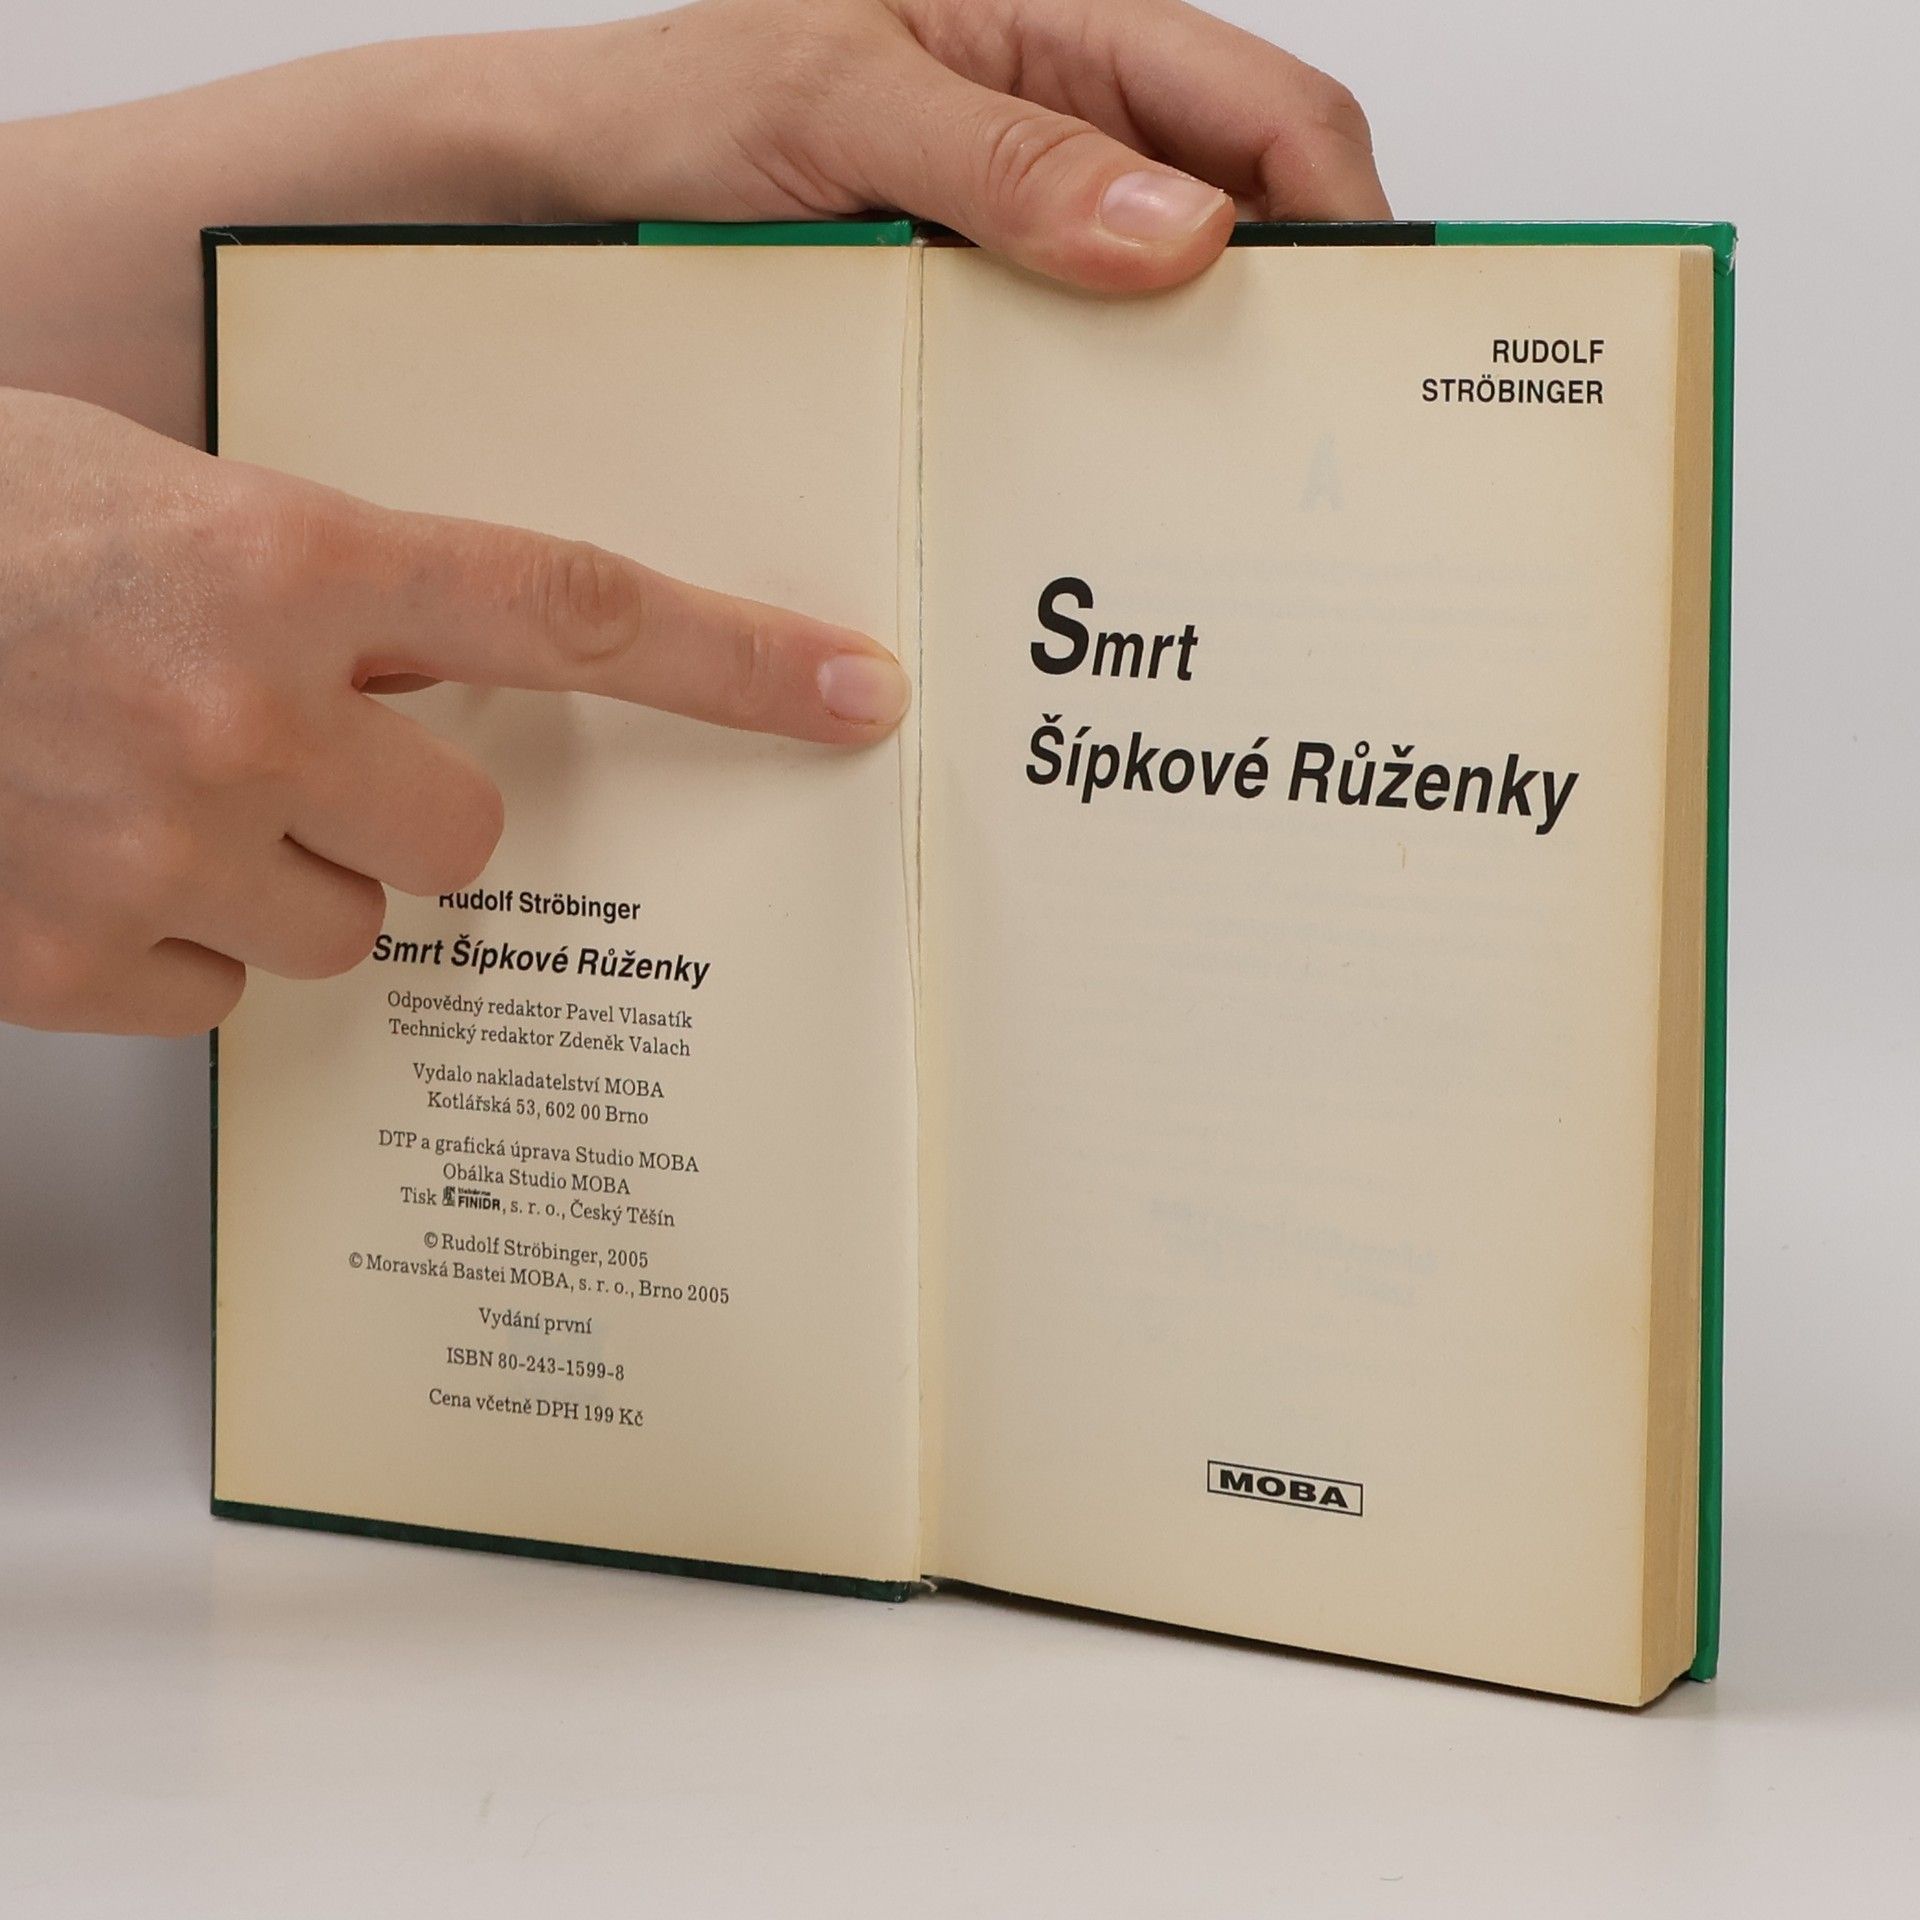 Rudolf Ströbinger
Smrt Šípkové Růženky
Odpovědný redaktor Pavel Vlasatík
Technický redaktor Zdeněk Valach
Vydalo nakladatelství MOBA
Kotlářská 53, 602 00 Brno
DTP a grafická úprava Studio MOBA
Obálka Studio MOBA
Tisk FINIDR, s. r. o., Český Těšín
© Rudolf Ströbinger, 2005
© Moravská Bastei MOBA, s. r. o., Brno 2005
Vydání první
ISBN 80-243-1599-8
Cena včetně DPH 199 Kč
RUDOLF
STRÖBINGER
Smrt
Šípkové Růženky
MOBA